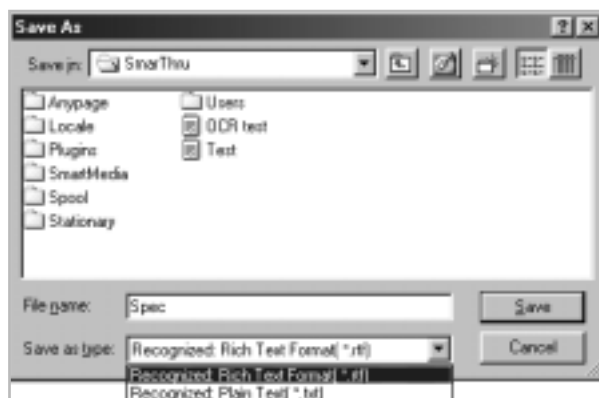 Save As
Save in: SmarThru
Anypage Users
Locale OCR test
Plugins Test
SmartMedia
Spool
Stationary
File name: Spec Save
Save as type: Recognized: Rich Text Format( *.rtf) Cancel
Recognized: Rich Text Format( *.rtf)
Recognized: Plain Text( *.txt)